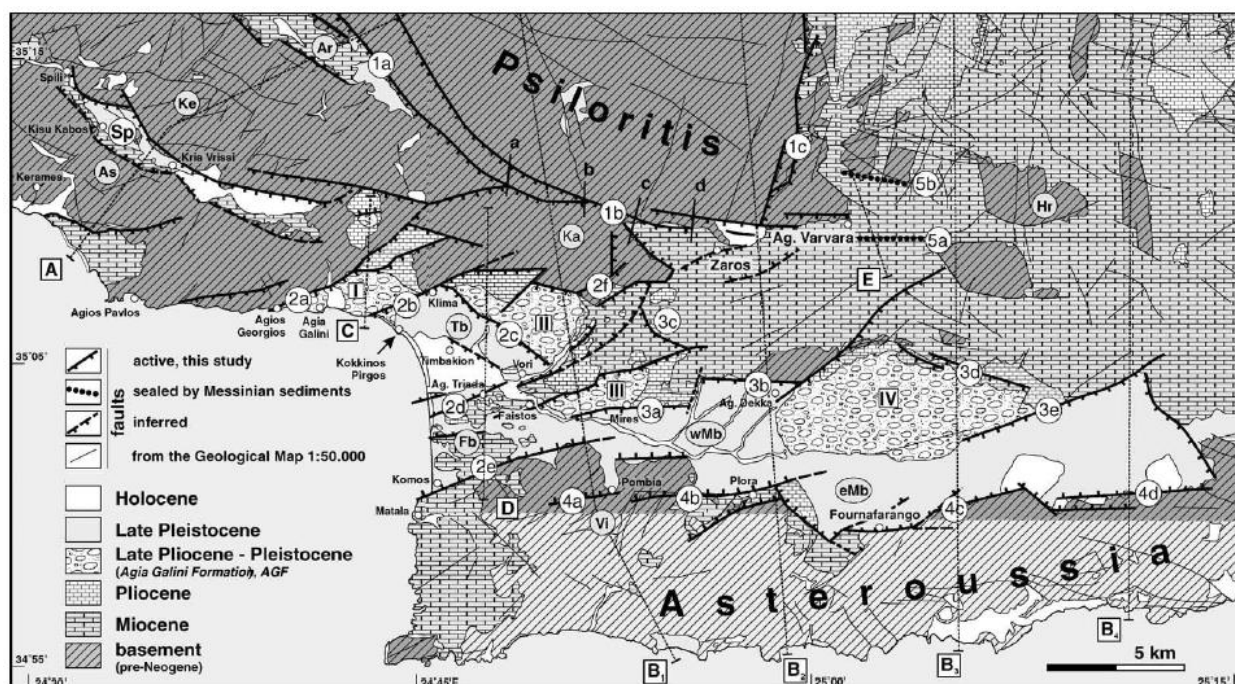 35°15'
Spili
Ar
1a
Psiloritis
Ke
Kisu Kabos
Sp
As
Kria Vrissi
Kerames
a
b
c
d
1c
5b
Hr
1b
Ka
Ag. Varvara
5a
Zaros
A
E
2f
I
2a
2b
Klima
III
3c
Agios Pavlos
Agios
Georgios
Agia
Galini
C
Tb
2c
Kokkinos
Pirgos
35°05'
Timbakion
Vori
3d
Ag. Triada
III
3b
Ag. Dekka
IV
2d
Faistos
Mires
3a
3e
wMb
Fb
Komos
2e
Pombia
Plora
eMb
4d
Matala
D
4a
4b
Fournafarango
4c
Vi
Asteroussia
faults
active, this study
sealed by Messinian sediments
inferred
from the Geological Map 1:50.000
Holocene
Late Pleistocene
Late Pliocene - Pleistocene
(Agia Galini Formation, AGF)
Pliocene
Miocene
basement
(pre-Neogene)
34°55'
B1
B2
B3
B4
5 km
24°30'
24°45'E
25°00'
25°15'